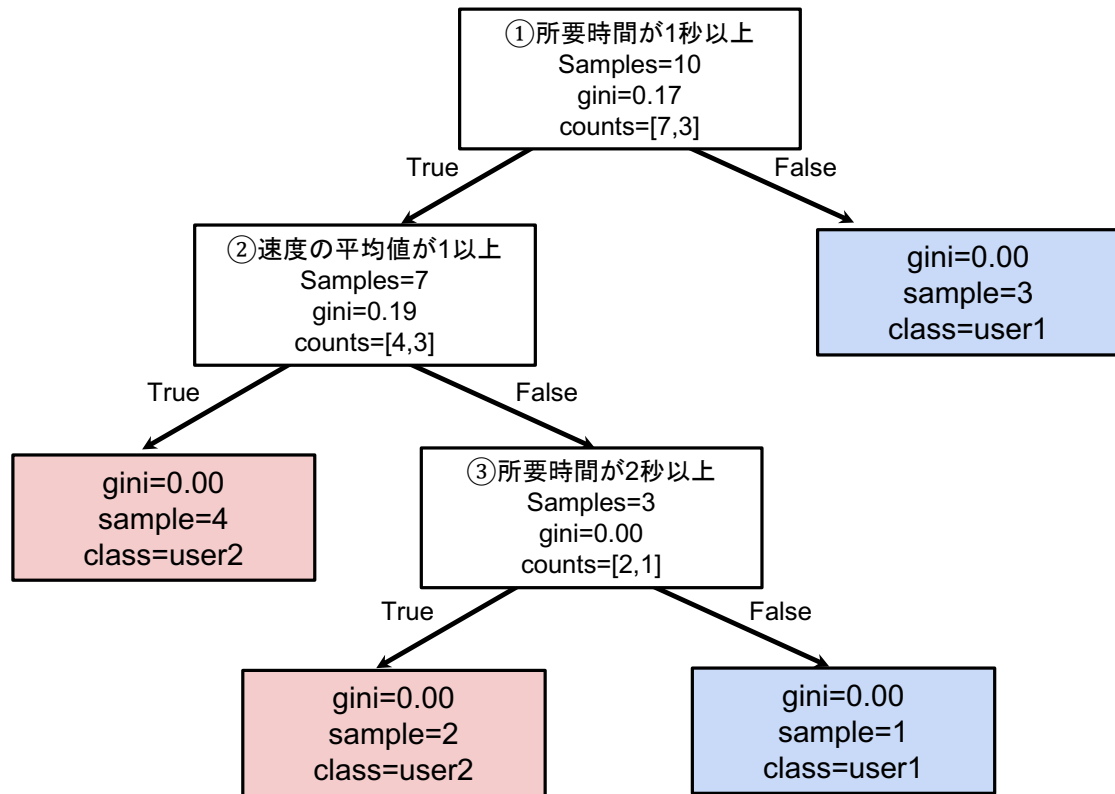 ①所要時間が1秒以上
Samples=10
gini=0.17
counts=[7,3]
True
False
②速度の平均値が1以上
Samples=7
gini=0.19
counts=[4,3]
gini=0.00
sample=3
class=user1
True
False
gini=0.00
sample=4
class=user2
③所要時間が2秒以上
Samples=3
gini=0.00
counts=[2,1]
True
False
gini=0.00
sample=2
class=user2
gini=0.00
sample=1
class=user1